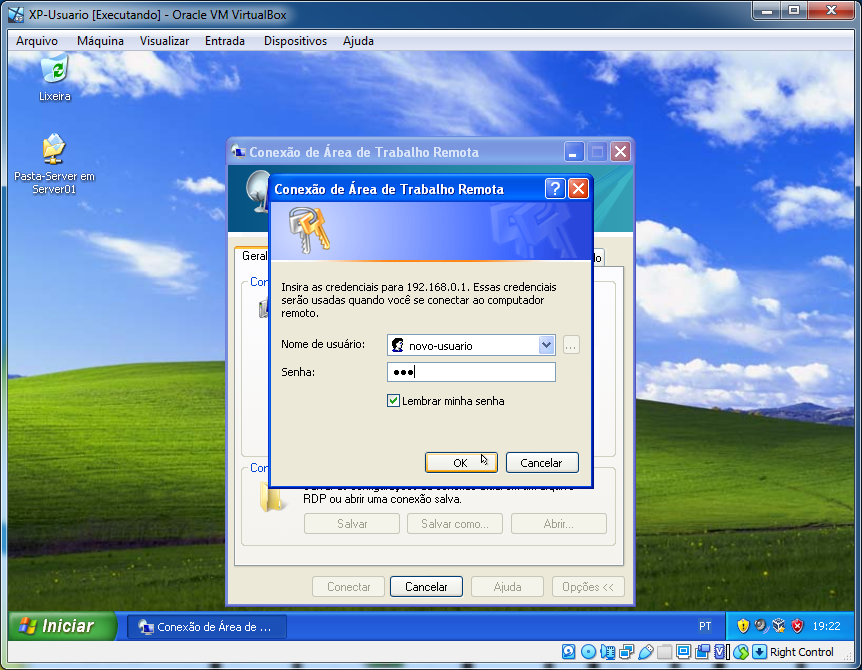 XP-Usuario [Executando] - Oracle VM VirtualBox
Arquivo Máquina Visualizar Entrada Dispositivos Ajuda
Lixeira
Pasta-Server em
Server01
Conexão de Área de Trabalho Remota
Conexão de Área de Trabalho Remota
Geral
Insira as credenciais para 192.168.0.1. Essas credenciais
serão usadas quando você se conectar ao computador
remoto.
Nome de usuário: novo-usuario ...
Senha: ●●●
Lembrar minha senha
OK Cancelar
RDP ou abrir uma conexão salva.
Salvar Salvar como... Abrir...
Conectar Cancelar Ajuda Opções <<
Iniciar Conexão de Área de ... PT 19:22
Right Control